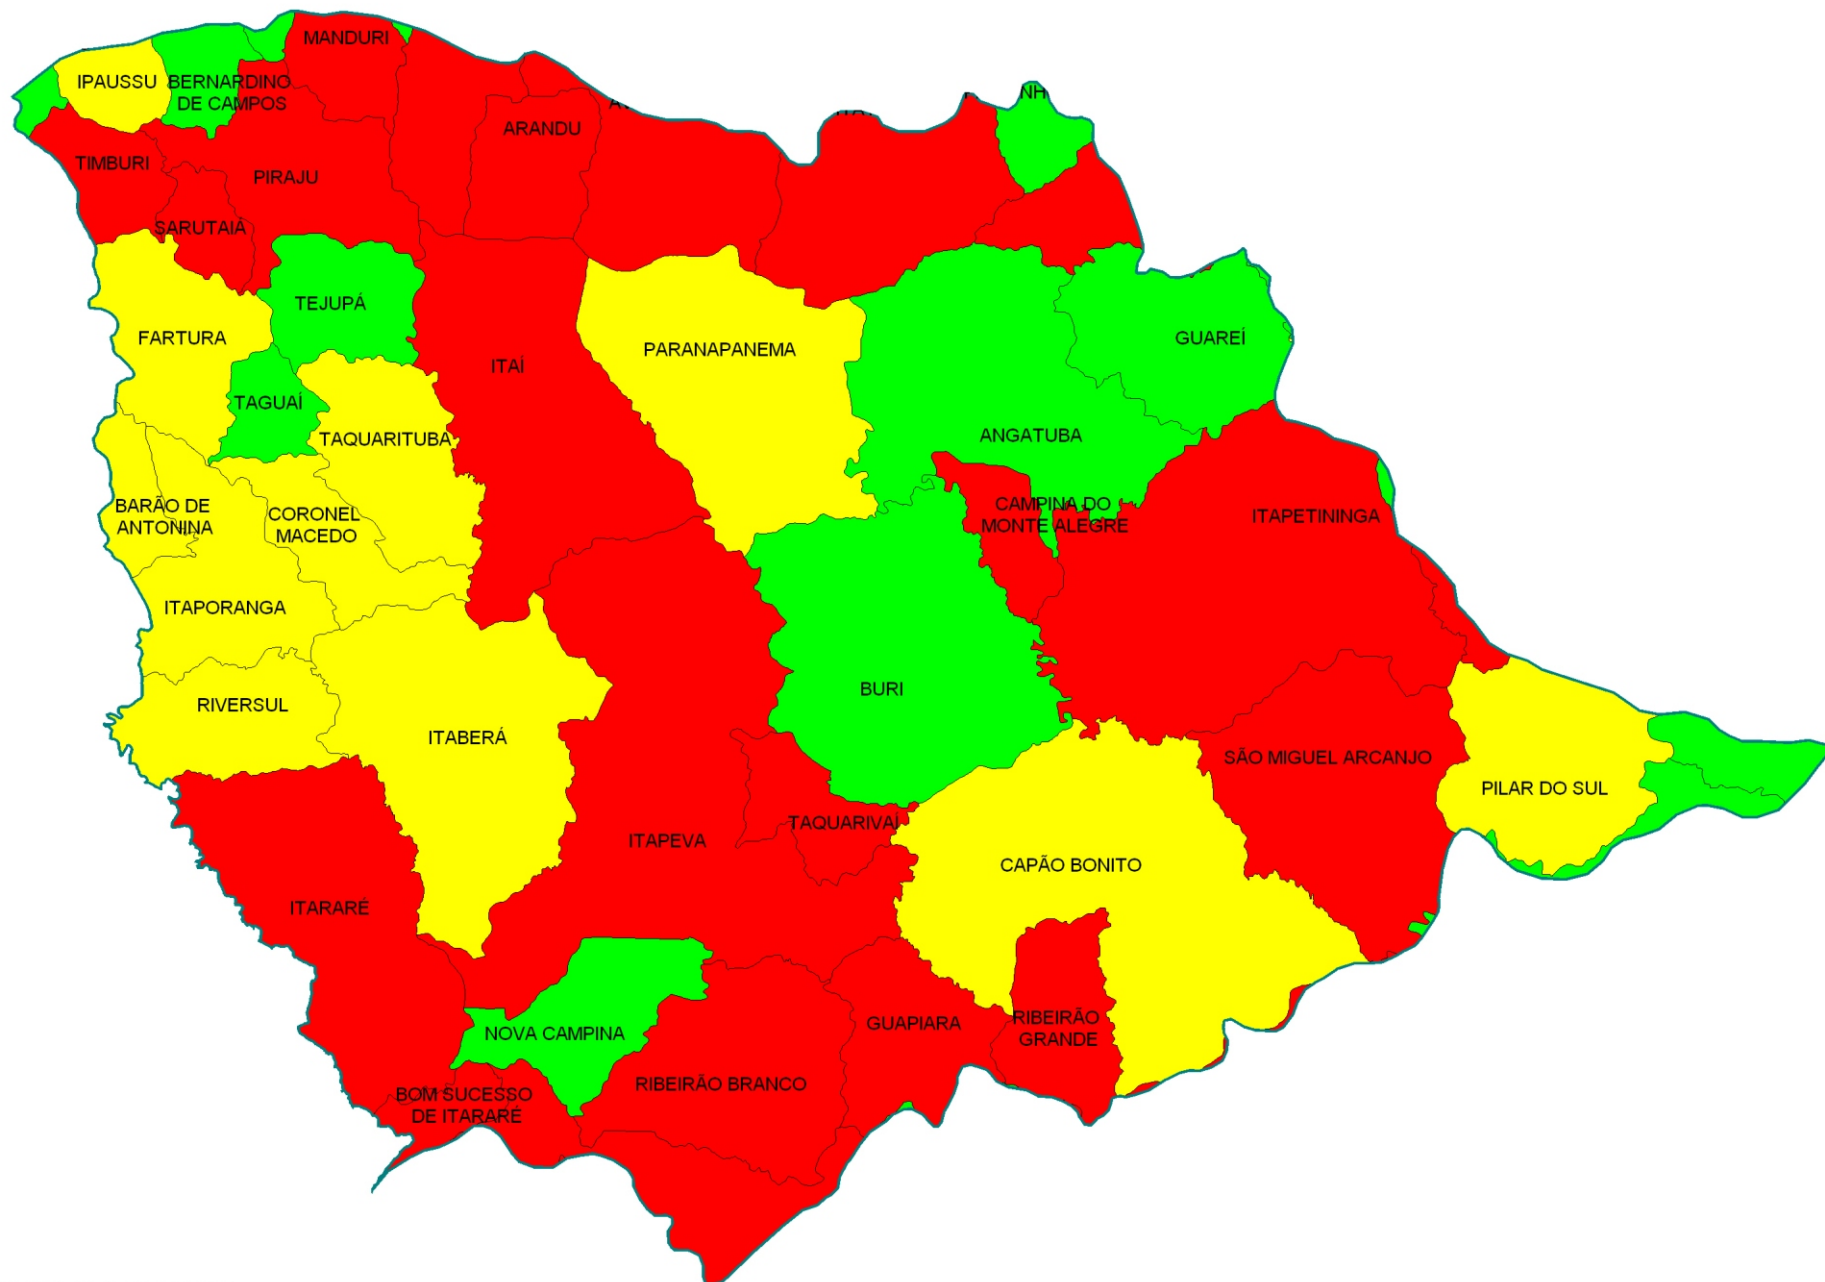 MANDURI
IPAUSSU
BERNARDINO
DE CAMPOS
NH
ARANDU
TIMBURI
PIRAJU
SARUTAIÁ
TEJUPÁ
FARTURA
GUAREÍ
PARANAPANEMA
ITAÍ
TAGUAÍ
TAQUARITUBA
ANGATUBA
BARÃO DE
ANTONINA
CORONEL
MACEDO
CAMPINA DO
MONTE ALEGRE
ITAPETININGA
ITAPORANGA
BURI
RIVERSUL
ITABERÁ
SÃO MIGUEL ARCANJO
PILAR DO SUL
TAQUARIVAÍ
ITAPEVA
CAPÃO BONITO
ITARARÉ
NOVA CAMPINA
GUAPIARA
RIBEIRÃO
GRANDE
RIBEIRÃO BRANCO
BOM SUCESSO
DE ITARARÉ